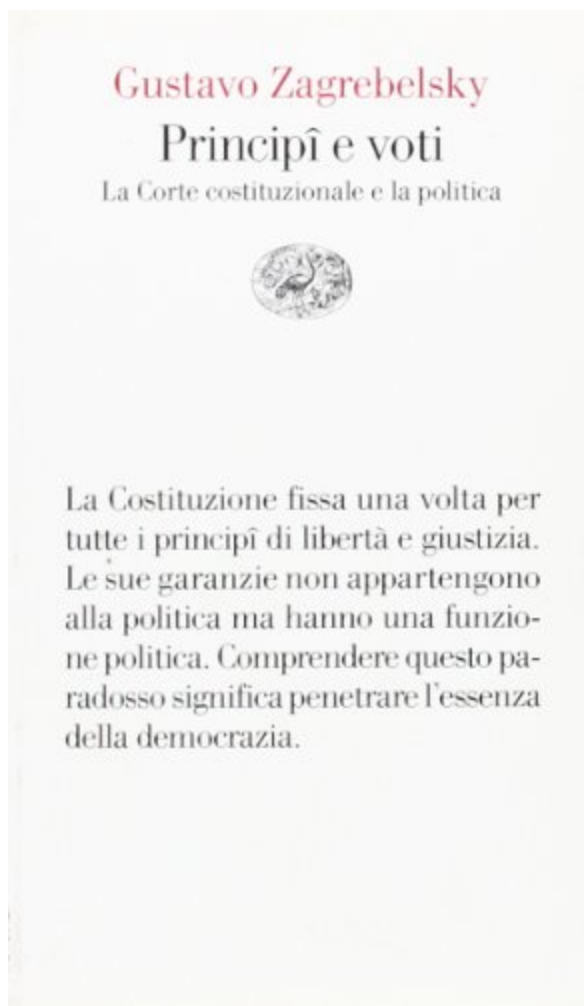 Gustavo Zagrebelsky
Principî e voti
La Corte costituzionale e la politica
La Costituzione fissa una volta per
tutte i principî di libertà e giustizia.
Le sue garanzie non appartengono
alla politica ma hanno una funzio-
ne politica. Comprendere questo pa-
radosso significa penetrare l'essenza
della democrazia.